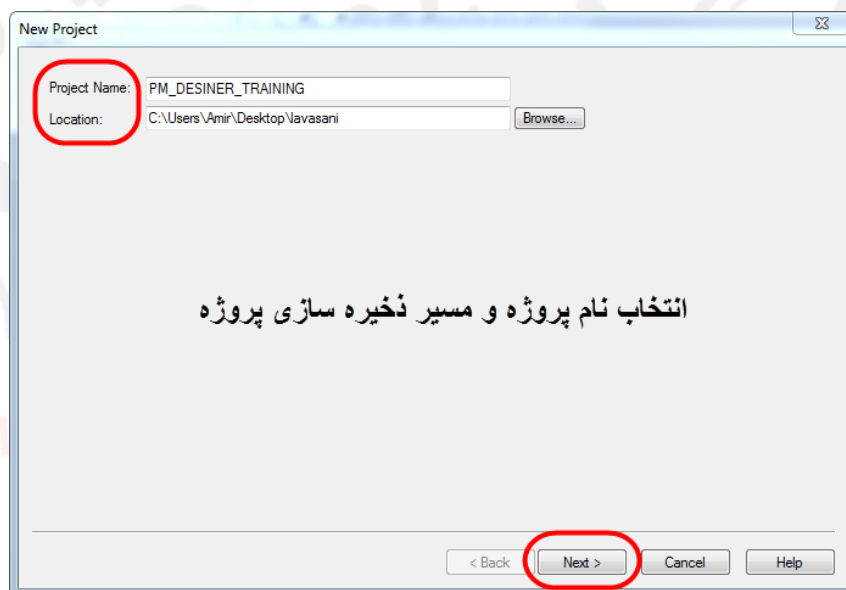 New Project
Project Name: PM_DESINER_TRAINING
Location: C:\Users\Amir\Desktop\lavasani Browse...
انتخاب نام پروژه و مسیر ذخیره سازی پروژه
< Back Next > Cancel Help